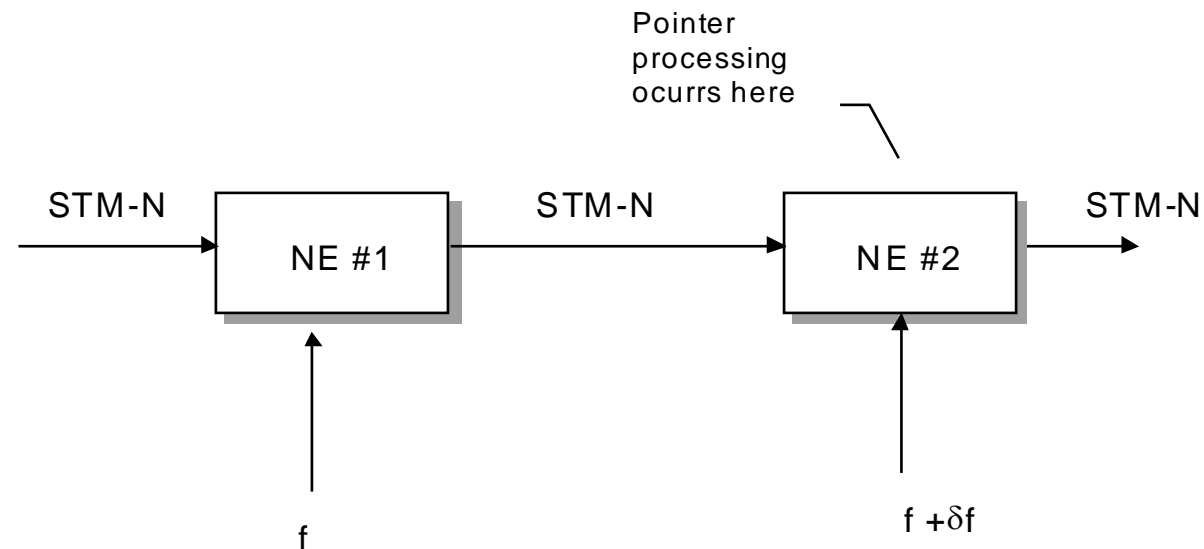 Pointer
processing
ocurrs here
STM-N
STM-N
STM-N
NE #1
NE #2
f
f +δf